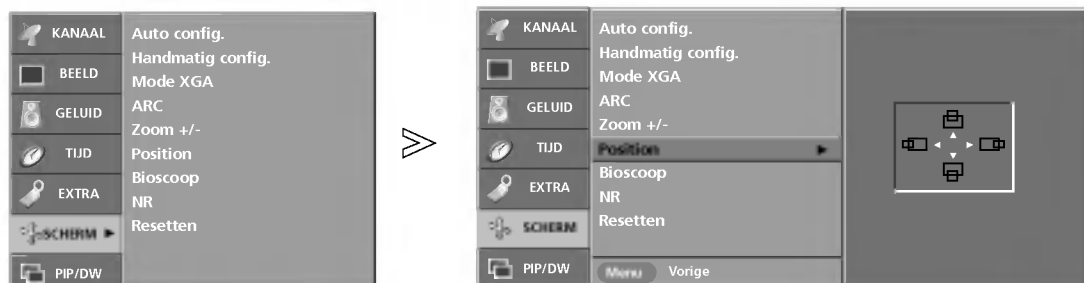 KANAAL
BEELD
GELUID
TIJD
EXTRA
SCHERM
PIP/DW
Auto config.
Handmatig config.
Mode XGA
ARC
Zoom +/-
Position
Bioscoop
NR
Resetten
KANAAL
BEELD
GELUID
TIJD
EXTRA
SCHERM
PIP/DW
Auto config.
Handmatig config.
Mode XGA
ARC
Zoom +/-
Position
Bioscoop
NR
Resetten
Menu Vorige